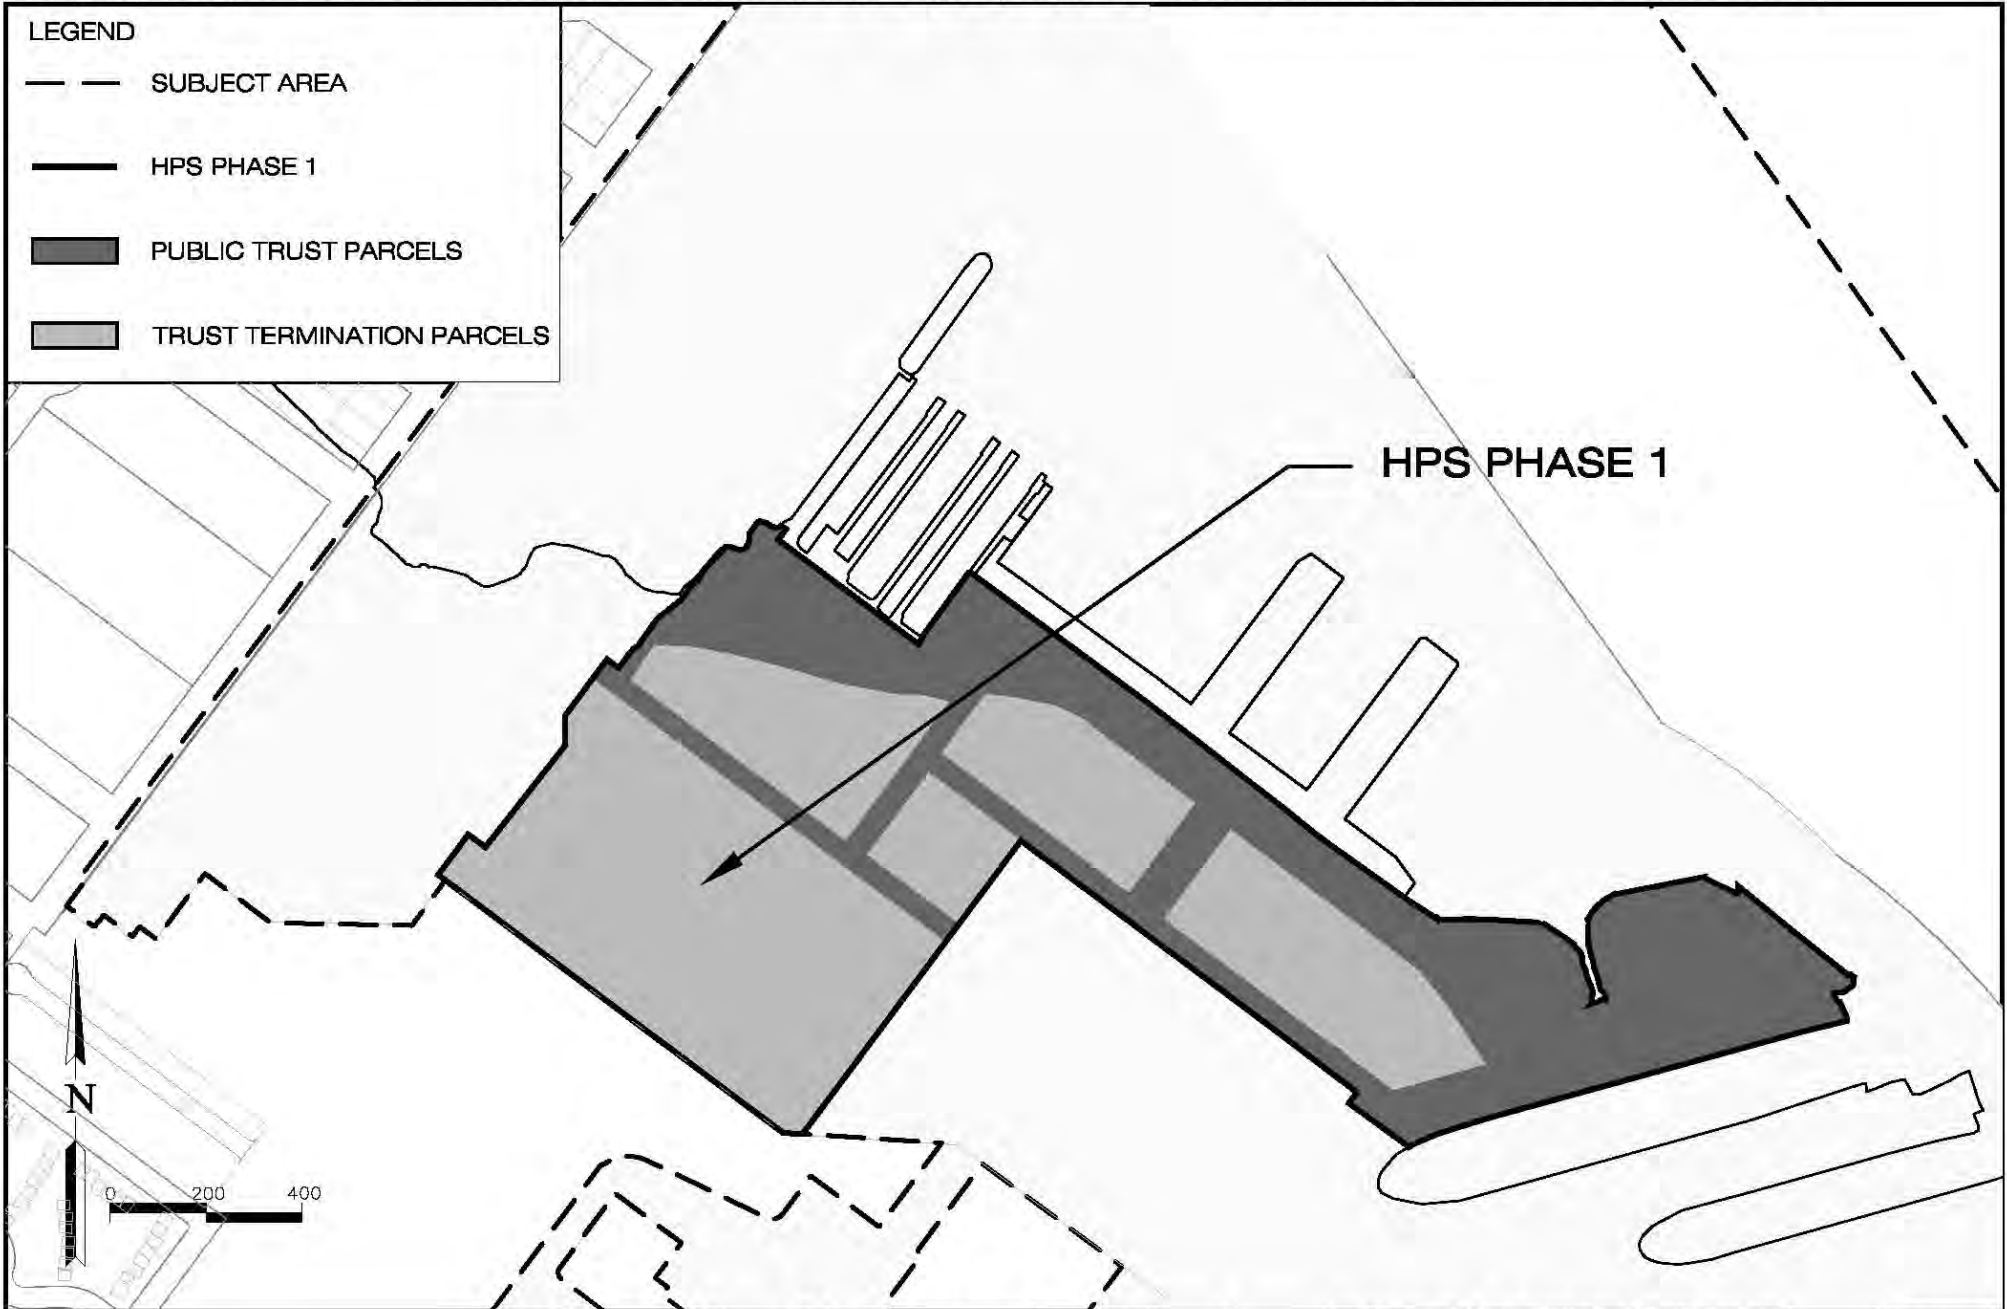 LEGEND
SUBJECT AREA
HPS PHASE 1
PUBLIC TRUST PARCELS
TRUST TERMINATION PARCELS
HPS PHASE 1
N
0 200 400